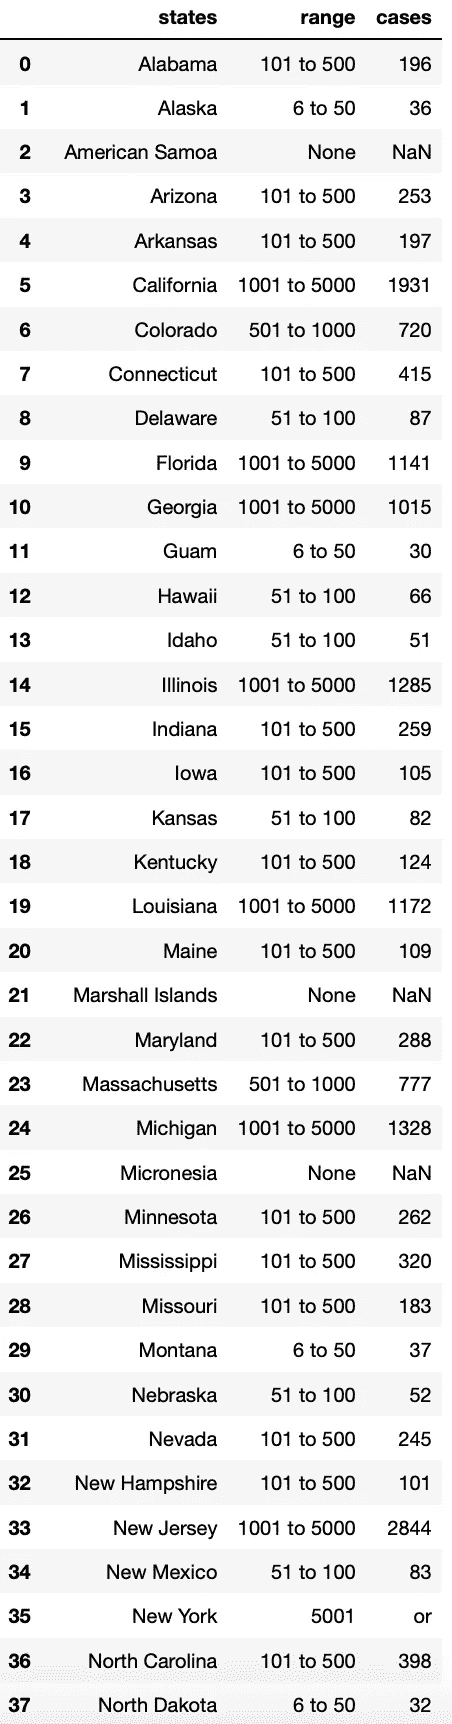 states range cases
0 Alabama 101 to 500 196
1 Alaska 6 to 50 36
2 American Samoa None NaN
3 Arizona 101 to 500 253
4 Arkansas 101 to 500 197
5 California 1001 to 5000 1931
6 Colorado 501 to 1000 720
7 Connecticut 101 to 500 415
8 Delaware 51 to 100 87
9 Florida 1001 to 5000 1141
10 Georgia 1001 to 5000 1015
11 Guam 6 to 50 30
12 Hawaii 51 to 100 66
13 Idaho 51 to 100 51
14 Illinois 1001 to 5000 1285
15 Indiana 101 to 500 259
16 Iowa 101 to 500 105
17 Kansas 51 to 100 82
18 Kentucky 101 to 500 124
19 Louisiana 1001 to 5000 1172
20 Maine 101 to 500 109
21 Marshall Islands None NaN
22 Maryland 101 to 500 288
23 Massachusetts 501 to 1000 777
24 Michigan 1001 to 5000 1328
25 Micronesia None NaN
26 Minnesota 101 to 500 262
27 Mississippi 101 to 500 320
28 Missouri 101 to 500 183
29 Montana 6 to 50 37
30 Nebraska 51 to 100 52
31 Nevada 101 to 500 245
32 New Hampshire 101 to 500 101
33 New Jersey 1001 to 5000 2844
34 New Mexico 51 to 100 83
35 New York 5001 or
36 North Carolina 101 to 500 398
37 North Dakota 6 to 50 32